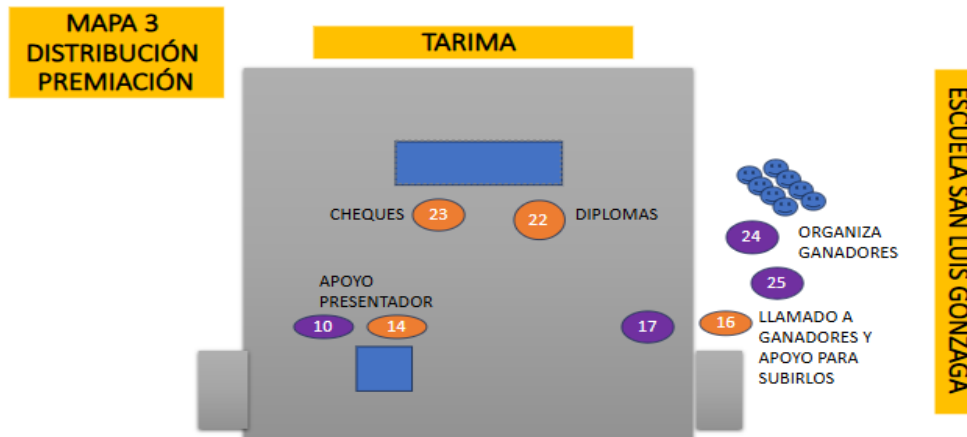 MAPA 3
DISTRIBUCIÓN
PREMIACIÓN
TARIMA
ESCUELA SAN LUIS GONZAGA
CHEQUES
23
22
DIPLOMAS
24
ORGANIZA
GANADORES
25
APOYO
PRESENTADOR
10
14
17
16
LLAMADO A
GANADORES Y
APOYO PARA
SUBIRLOS